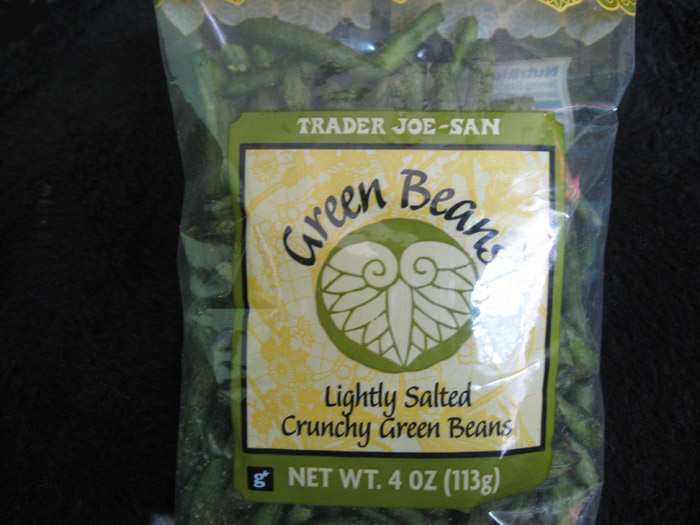 TRADER JOE-SAN
Green Beans
Lightly Salted
Crunchy Green Beans
g
NET WT. 4 OZ (113g)